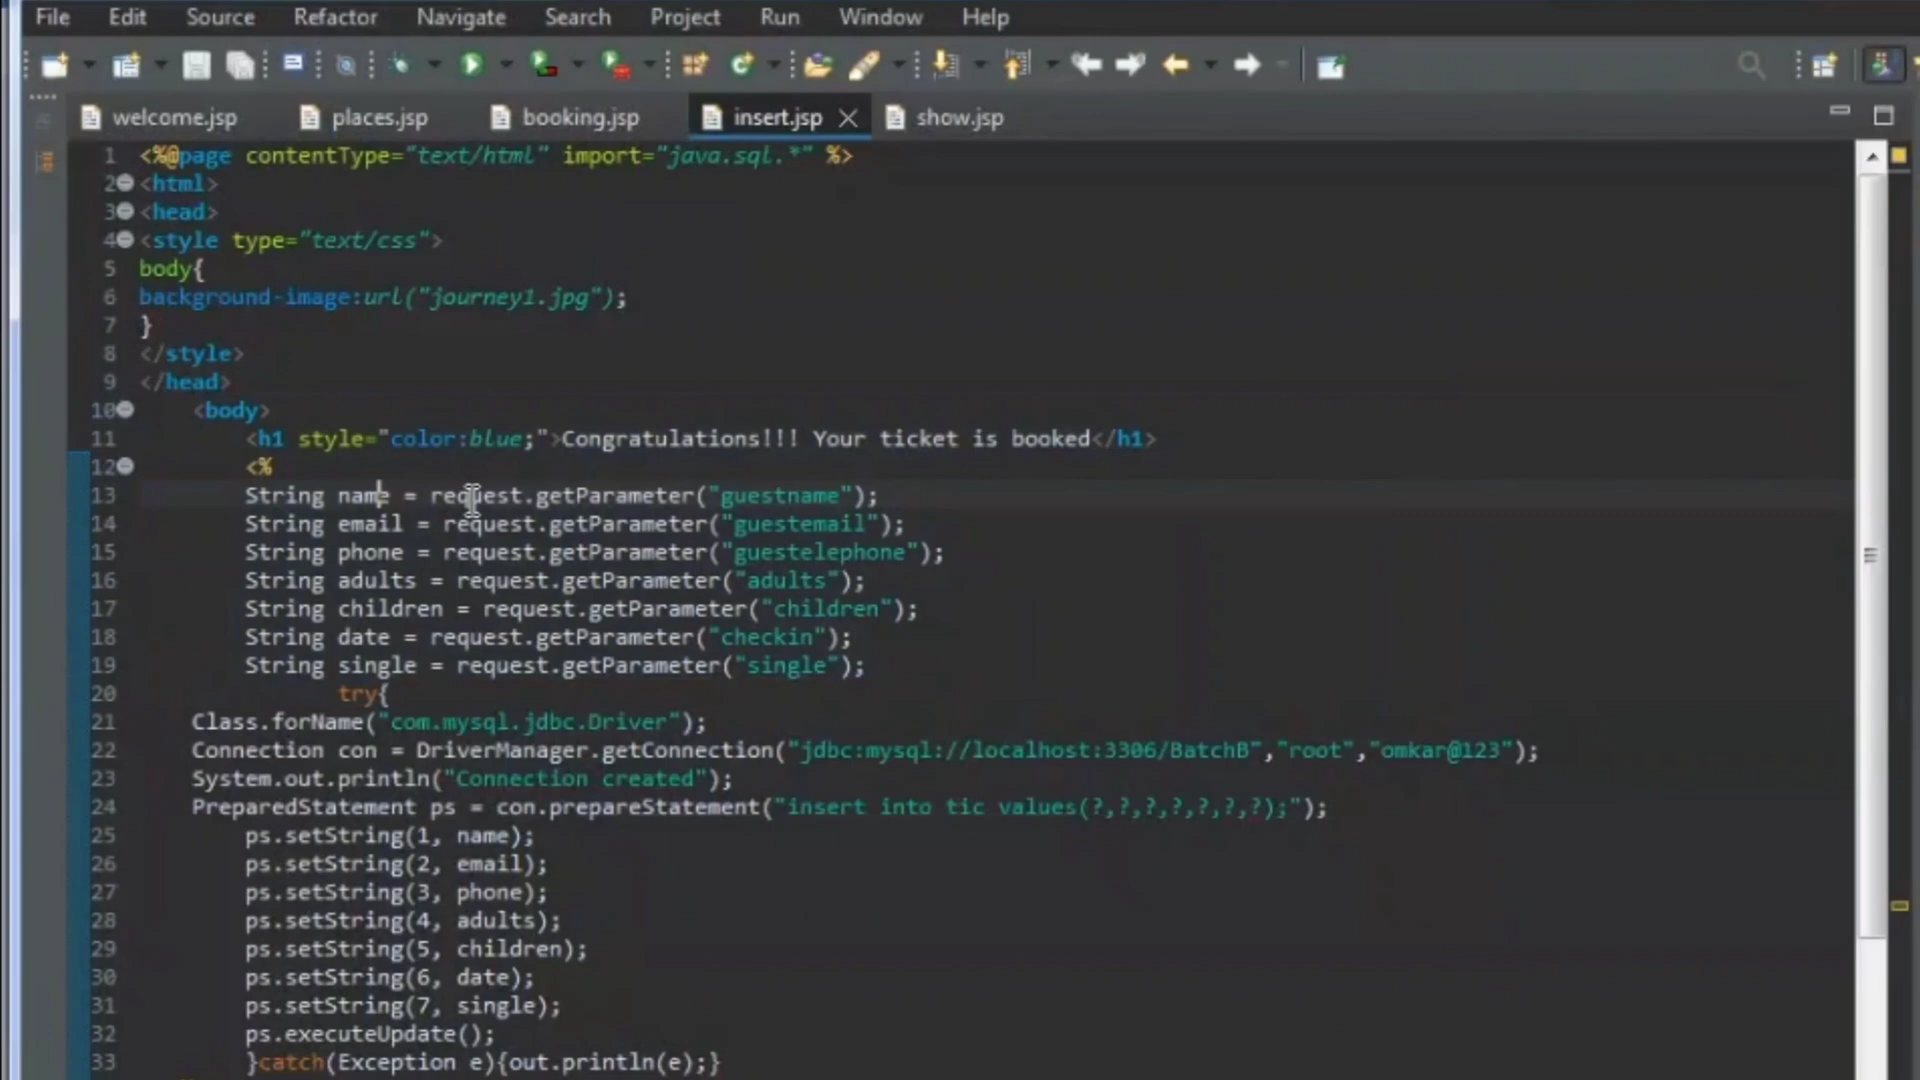 File Edit Source Refactor Navigate Search Project Run Window Help
welcome.jsp places.jsp booking.jsp insert.jsp show.jsp
1 <%@page contentType="text/html" import="java.sql.*" %>
2 <html>
3 <head>
4 <style type="text/css">
5 body{
6 background-image:url("journey1.jpg");
7 }
8 </style>
9 </head>
10 <body>
11 <h1 style="color:blue;">Congratulations!!! Your ticket is booked</h1>
12 <%
13 String name = request.getParameter("guestname");
14 String email = request.getParameter("guestemail");
15 String phone = request.getParameter("guestelephone");
16 String adults = request.getParameter("adults");
17 String children = request.getParameter("children");
18 String date = request.getParameter("checkin");
19 String single = request.getParameter("single");
20 try{
21 Class.forName("com.mysql.jdbc.Driver");
22 Connection con = DriverManager.getConnection("jdbc:mysql://localhost:3306/BatchB","root","omkar@123");
23 System.out.println("Connection created");
24 PreparedStatement ps = con.prepareStatement("insert into tic values(?,?,?,?,?,?,?);");
25 ps.setString(1, name);
26 ps.setString(2, email);
27 ps.setString(3, phone);
28 ps.setString(4, adults);
29 ps.setString(5, children);
30 ps.setString(6, date);
31 ps.setString(7, single);
32 ps.executeUpdate();
33 }catch(Exception e){out.println(e);}